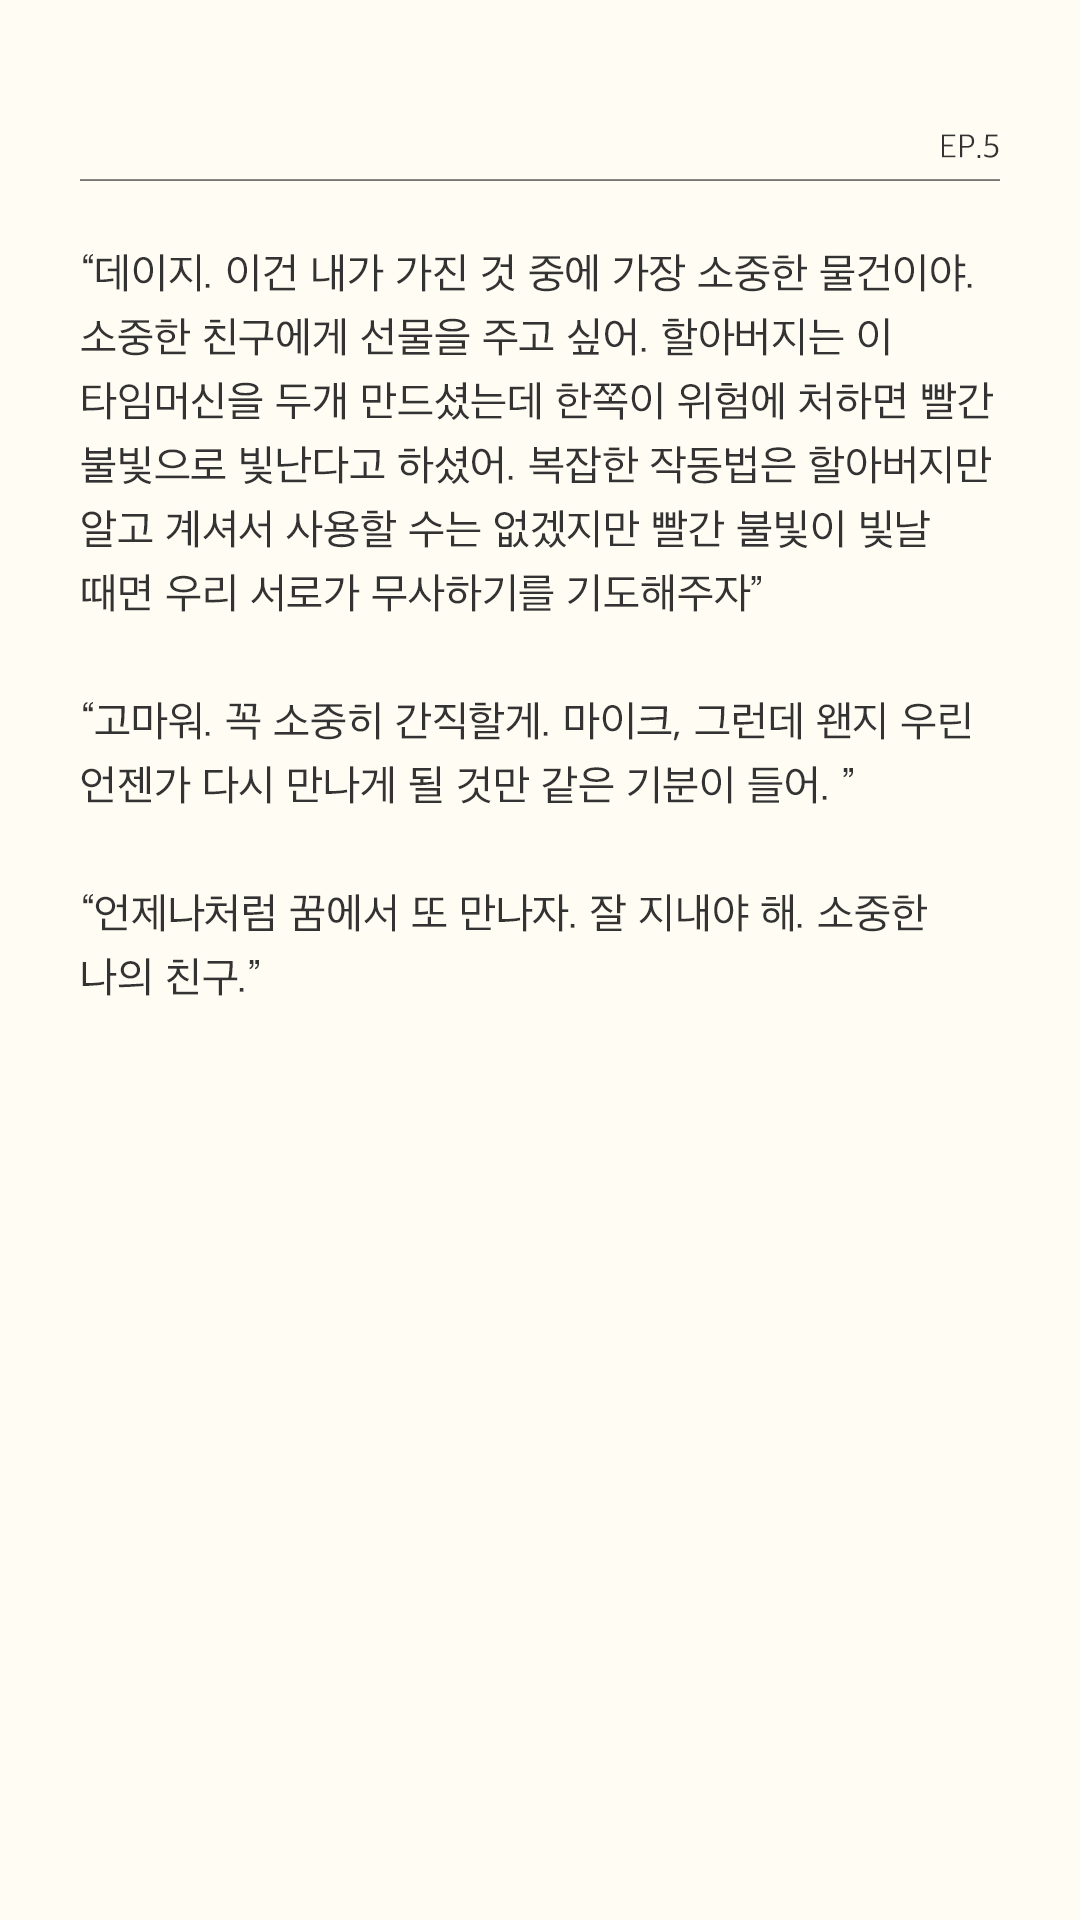 EP.5
“데이지. 이건 내가 가진 것 중에 가장 소중한 물건이야.
소중한 친구에게 선물을 주고 싶어. 할아버지는 이
타임머신을 두개 만드셨는데 한쪽이 위험에 처하면 빨간
불빛으로 빛난다고 하셨어. 복잡한 작동법은 할아버지만
알고 계셔서 사용할 수는 없겠지만 빨간 불빛이 빛날
때면 우리 서로가 무사하기를 기도해주자”
“고마워. 꼭 소중히 간직할게. 마이크, 그런데 왠지 우린
언젠가 다시 만나게 될 것만 같은 기분이 들어. ”
“언제나처럼 꿈에서 또 만나자. 잘 지내야 해. 소중한
나의 친구.”